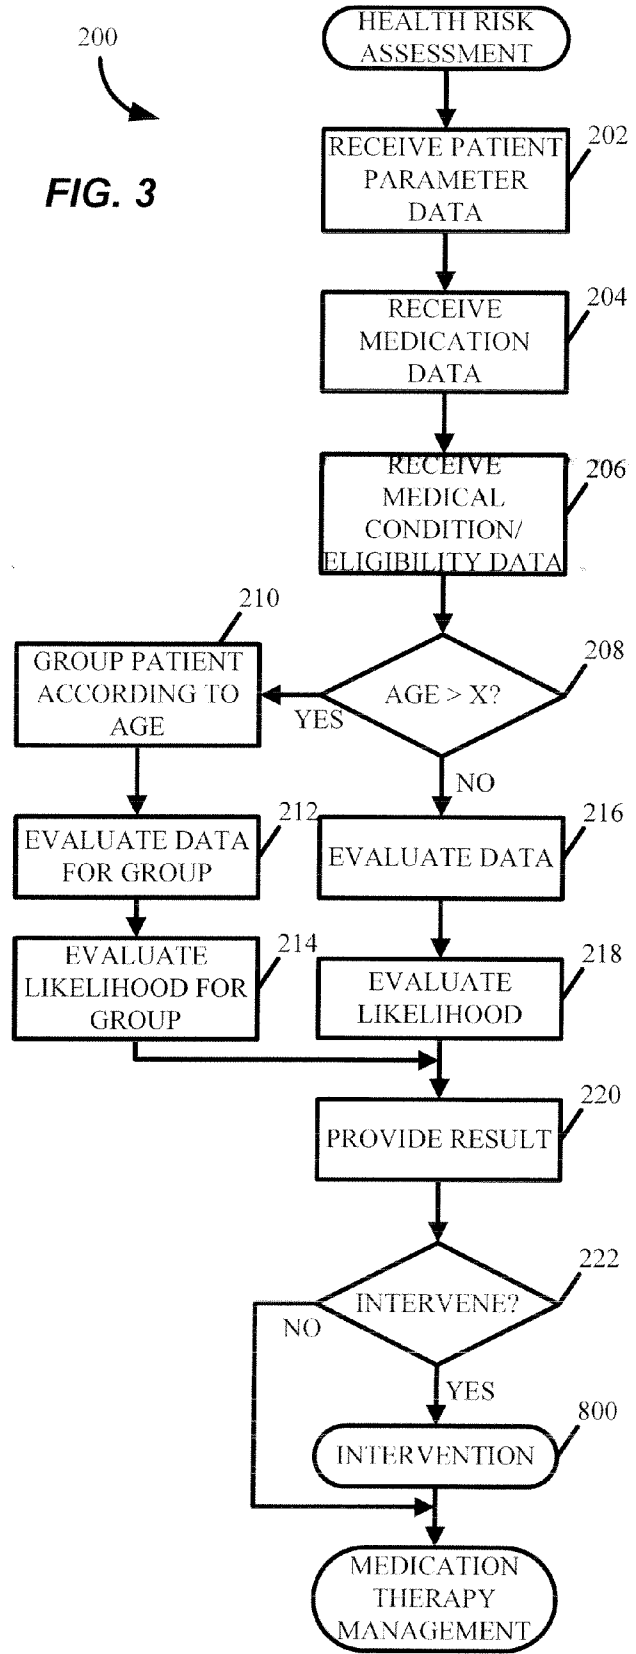 200
FIG. 3
HEALTH RISK
ASSESSMENT
202
RECEIVE PATIENT
PARAMETER
DATA
204
RECEIVE
MEDICATION
DATA
206
RECEIVE
MEDICAL
CONDITION/
ELIGIBILITY DATA
208
AGE > X?
YES
NO
210
GROUP PATIENT
ACCORDING TO
AGE
212
EVALUATE DATA
FOR GROUP
214
EVALUATE
LIKELIHOOD FOR
GROUP
216
EVALUATE DATA
218
EVALUATE
LIKELIHOOD
220
PROVIDE RESULT
222
INTERVENE?
NO
YES
800
INTERVENTION
MEDICATION
THERAPY
MANAGEMENT